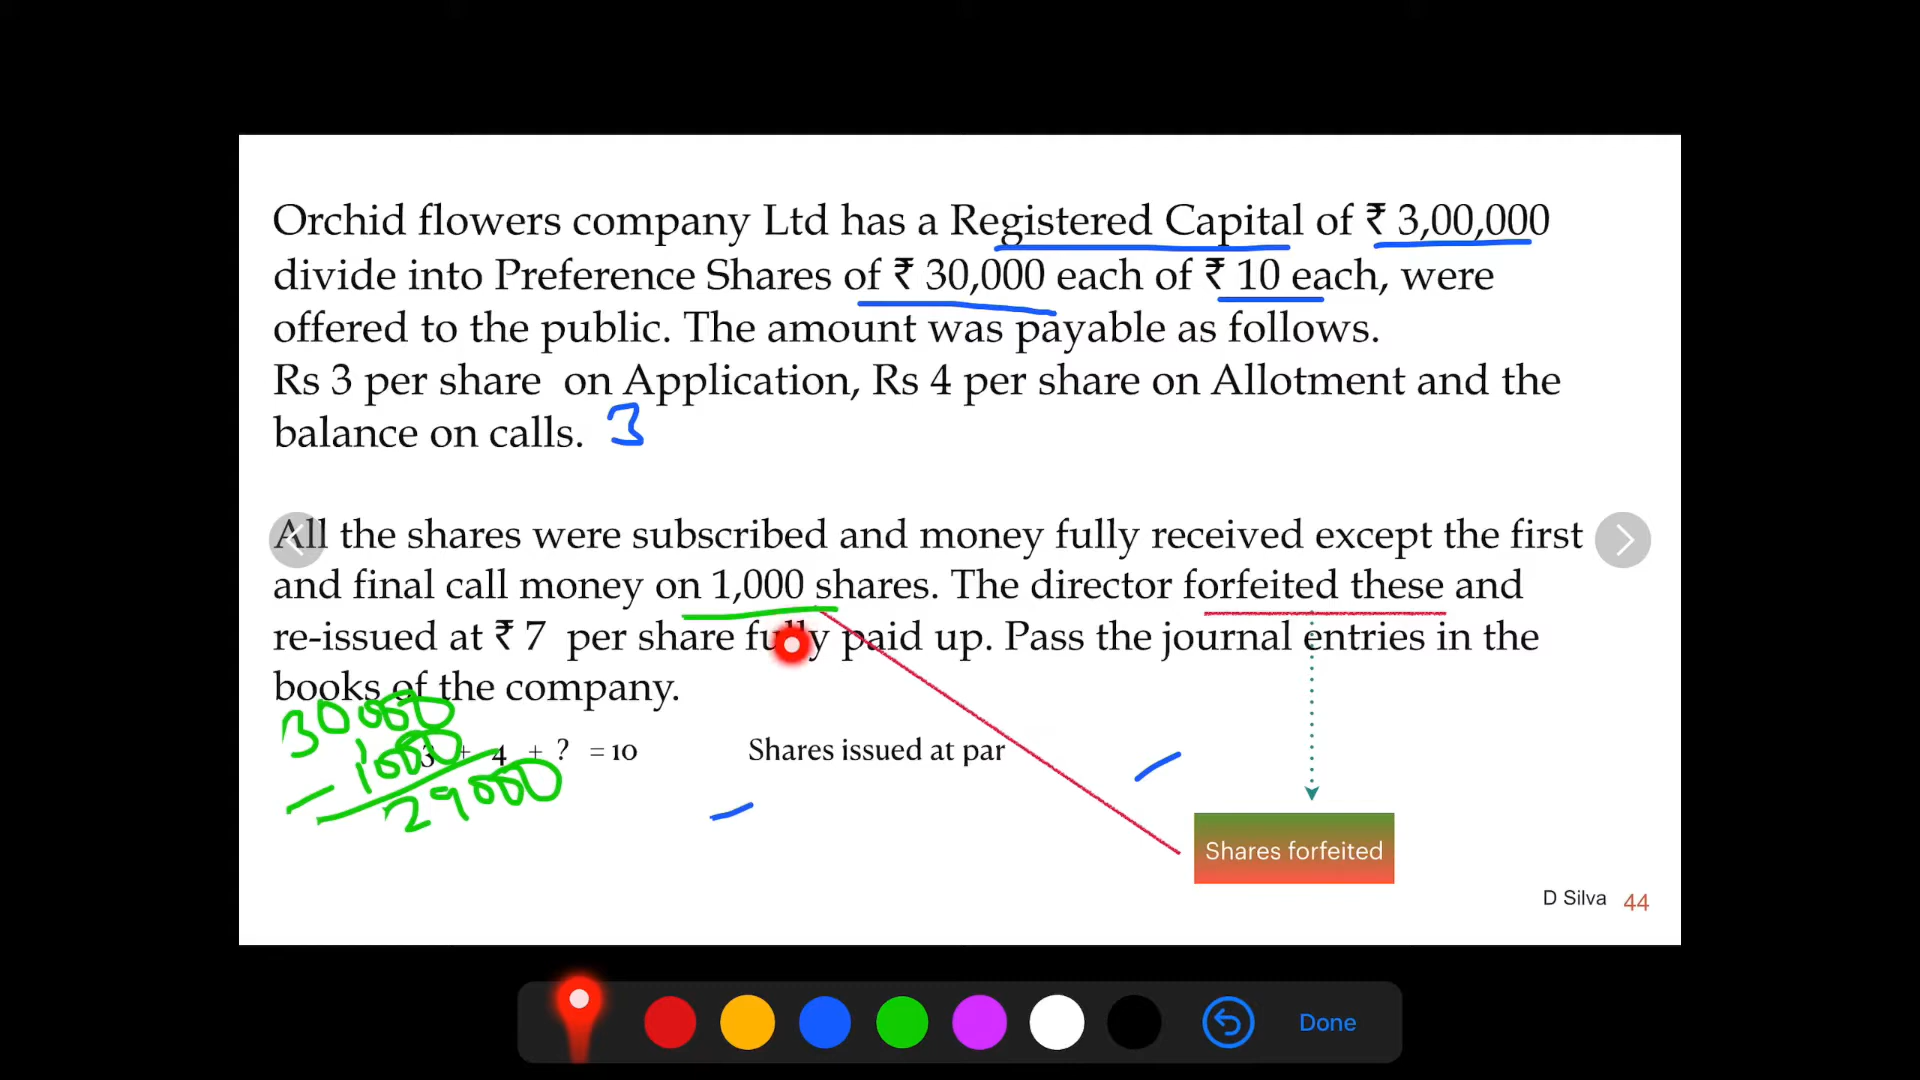 Orchid flowers company Ltd has a Registered Capital of ₹ 3,00,000
divide into Preference Shares of ₹ 30,000 each of ₹ 10 each, were
offered to the public. The amount was payable as follows.
Rs 3 per share on Application, Rs 4 per share on Allotment and the
balance on calls. 3
All the shares were subscribed and money fully received except the first
and final call money on 1,000 shares. The director forfeited these and
re-issued at ₹ 7 per share fully paid up. Pass the journal entries in the
books of the company.
30000
- 1000
29000
3 + 4 + ? = 10 Shares issued at par
Shares forfeited
D Silva 44
Done